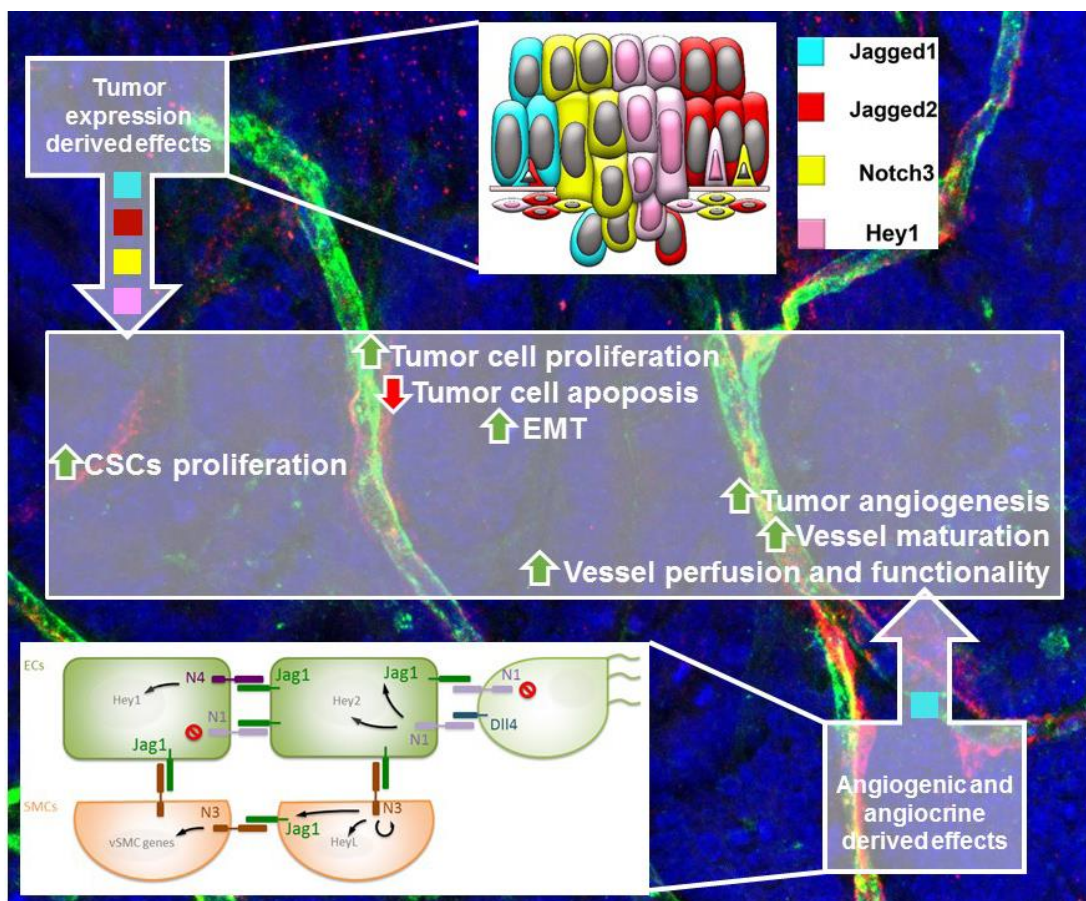 Tumor
expression
derived effects
Jagged1
Jagged2
Notch3
Hey1
Tumor cell proliferation
Tumor cell apoposis
EMT
CSCs proliferation
Tumor angiogenesis
Vessel maturation
Vessel perfusion and functionality
ECs
N4
Jag1
Jag1
N1
Hey1
Hey2
N1
Dll4
N1
Jag1
SMCs
N3
N3
Jag1
vSMC genes
HeyL
Angiogenic and
angiocrine
derived effects